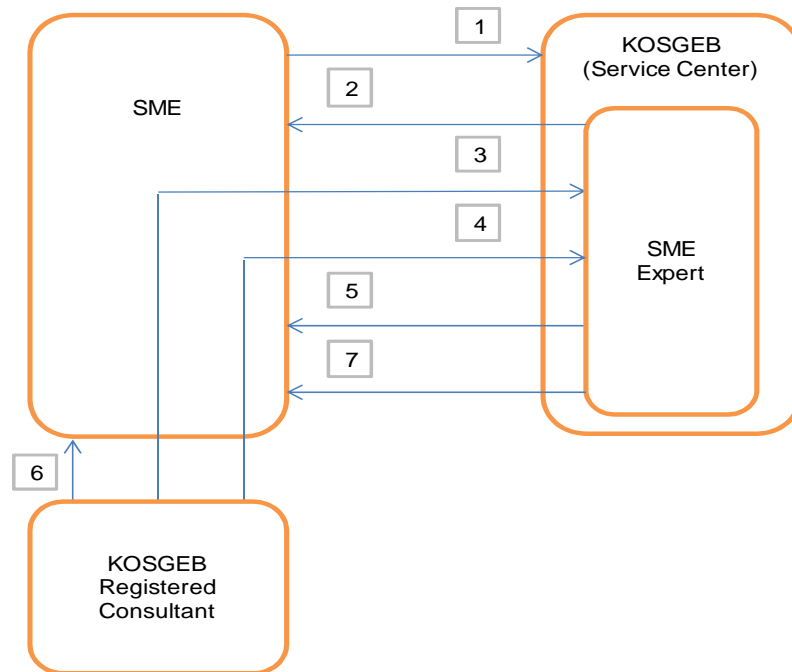 1
KOSGEB
(Service Center)
SME
2
3
4
SME
Expert
5
7
6
KOSGEB
Registered
Consultant